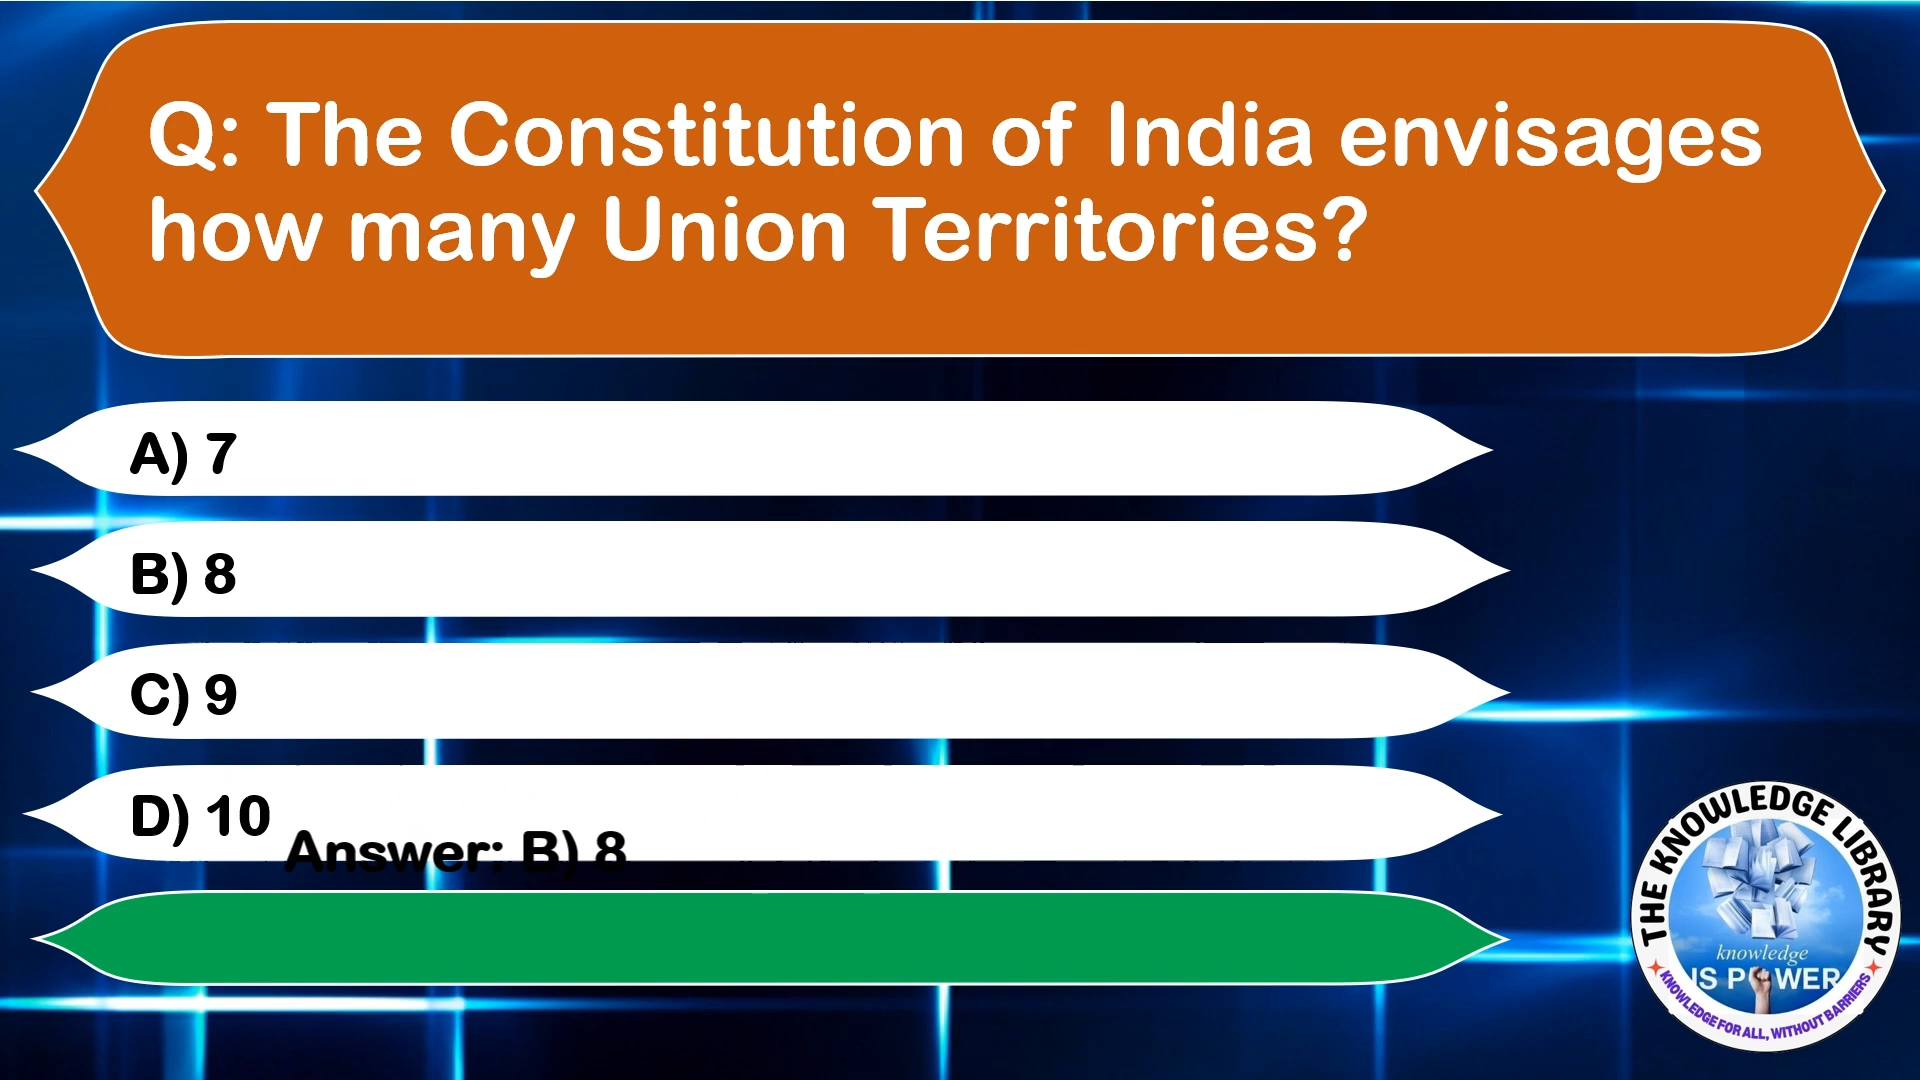 Q: The Constitution of India envisages
how many Union Territories?
A) 7
B) 8
C) 9
D) 10
Answer: B) 8
THE KNOWLEDGE LIBRARY
knowledge
IS POWER
KNOWLEDGE FOR ALL, WITHOUT BARRIERS